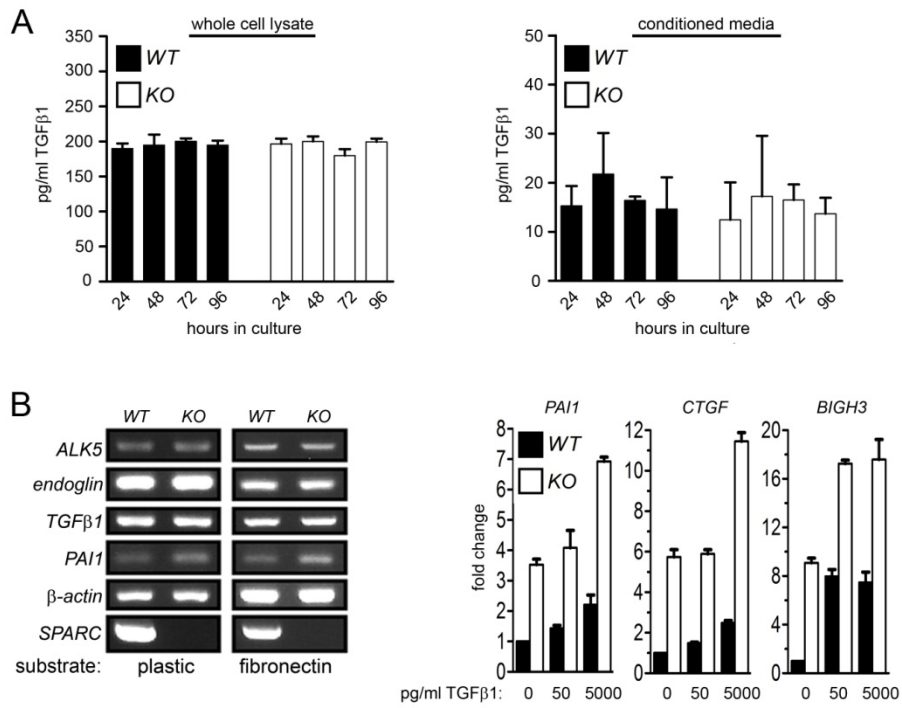 A
whole cell lysate
conditioned media
WT
KO
WT
KO
pg/ml TGFβ1
350
300
250
200
150
100
50
0
24 48 72 96 24 48 72 96
hours in culture
pg/ml TGFβ1
50
40
30
20
10
0
24 48 72 96 24 48 72 96
hours in culture
B
WT KO WT KO
ALK5
endoglin
TGFβ1
PAI1
β-actin
SPARC
substrate: plastic fibronectin
PAI1 CTGF BIGH3
WT
KO
fold change
8
7
6
5
4
3
2
1
0
12
10
8
6
4
2
0
20
16
12
8
4
0
pg/ml TGFβ1: 0 50 5000 0 50 5000 0 50 5000